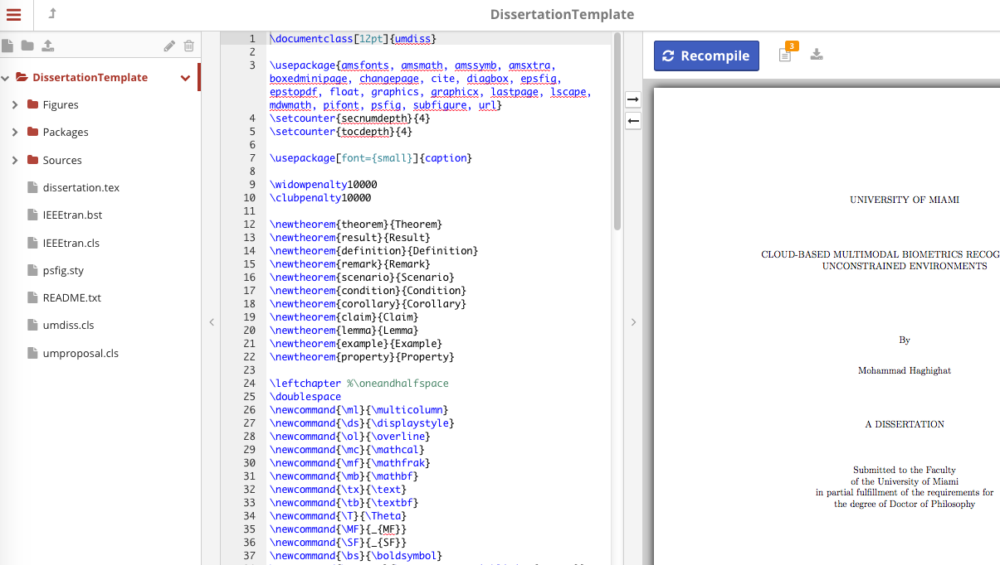 DissertationTemplate
DissertationTemplate
Figures
Packages
Sources
dissertation.tex
IEEEtran.bst
IEEEtran.cls
psfig.sty
README.txt
umdiss.cls
umproposal.cls
1 \documentclass[12pt]{umdiss}
2
3 \usepackage{amsfonts, amsmath, amssymb, amsxtra,
boxedminipage, changepage, cite, diagbox, epsfig,
epstopdf, float, graphics, graphicx, lastpage, lscape,
mdwmath, pifont, psfig, subfigure, url}
4 \setcounter{secnumdepth}{4}
5 \setcounter{tocdepth}{4}
6
7 \usepackage[font={small}]{caption}
8
9 \widowpenalty10000
10 \clubpenalty10000
11
12 \newtheorem{theorem}{Theorem}
13 \newtheorem{result}{Result}
14 \newtheorem{definition}{Definition}
15 \newtheorem{remark}{Remark}
16 \newtheorem{scenario}{Scenario}
17 \newtheorem{condition}{Condition}
18 \newtheorem{corollary}{Corollary}
19 \newtheorem{claim}{Claim}
20 \newtheorem{lemma}{Lemma}
21 \newtheorem{example}{Example}
22 \newtheorem{property}{Property}
23
24 \leftchapter %\oneandhalfspace
25 \doublespace
26 \newcommand{\ml}{\multicolumn}
27 \newcommand{\ds}{\displaystyle}
28 \newcommand{\ol}{\overline}
29 \newcommand{\mc}{\mathcal}
30 \newcommand{\mf}{\mathfrak}
31 \newcommand{\mb}{\mathbf}
32 \newcommand{\tx}{\text}
33 \newcommand{\tb}{\textbf}
34 \newcommand{\T}{\Theta}
35 \newcommand{\MF}{_{MF}}
36 \newcommand{\SF}{_{SF}}
37 \newcommand{\bs}{\boldsymbol}
Recompile
3
UNIVERSITY OF MIAMI
CLOUD-BASED MULTIMODAL BIOMETRICS RECOG
UNCONSTRAINED ENVIRONMENTS
By
Mohammad Haghighat
A DISSERTATION
Submitted to the Faculty
of the University of Miami
in partial fulfillment of the requirements for
the degree of Doctor of Philosophy